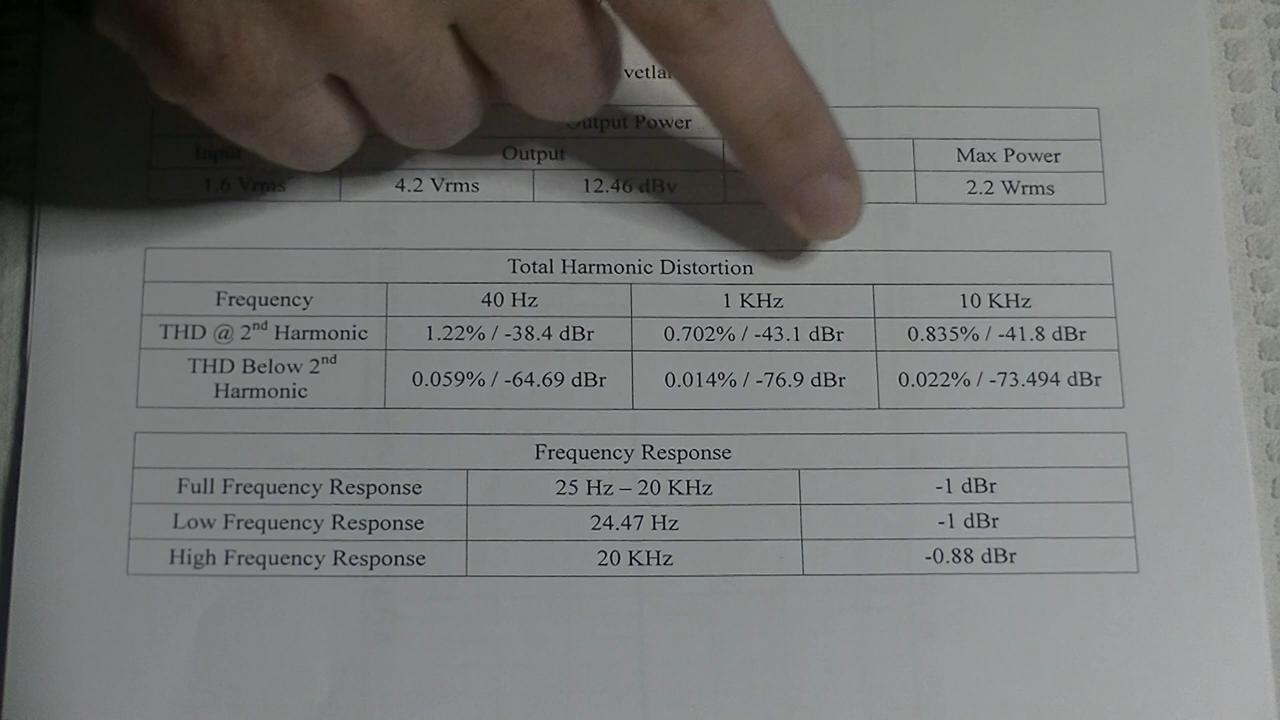 Output Power
Input Output Max Power
1.6 Vrms 4.2 Vrms 12.46 dBv 2.2 Wrms
Total Harmonic Distortion
Frequency 40 Hz 1 KHz 10 KHz
THD @ 2nd Harmonic 1.22% / -38.4 dBr 0.702% / -43.1 dBr 0.835% / -41.8 dBr
THD Below 2nd
Harmonic 0.059% / -64.69 dBr 0.014% / -76.9 dBr 0.022% / -73.494 dBr
Frequency Response
Full Frequency Response 25 Hz – 20 KHz -1 dBr
Low Frequency Response 24.47 Hz -1 dBr
High Frequency Response 20 KHz -0.88 dBr